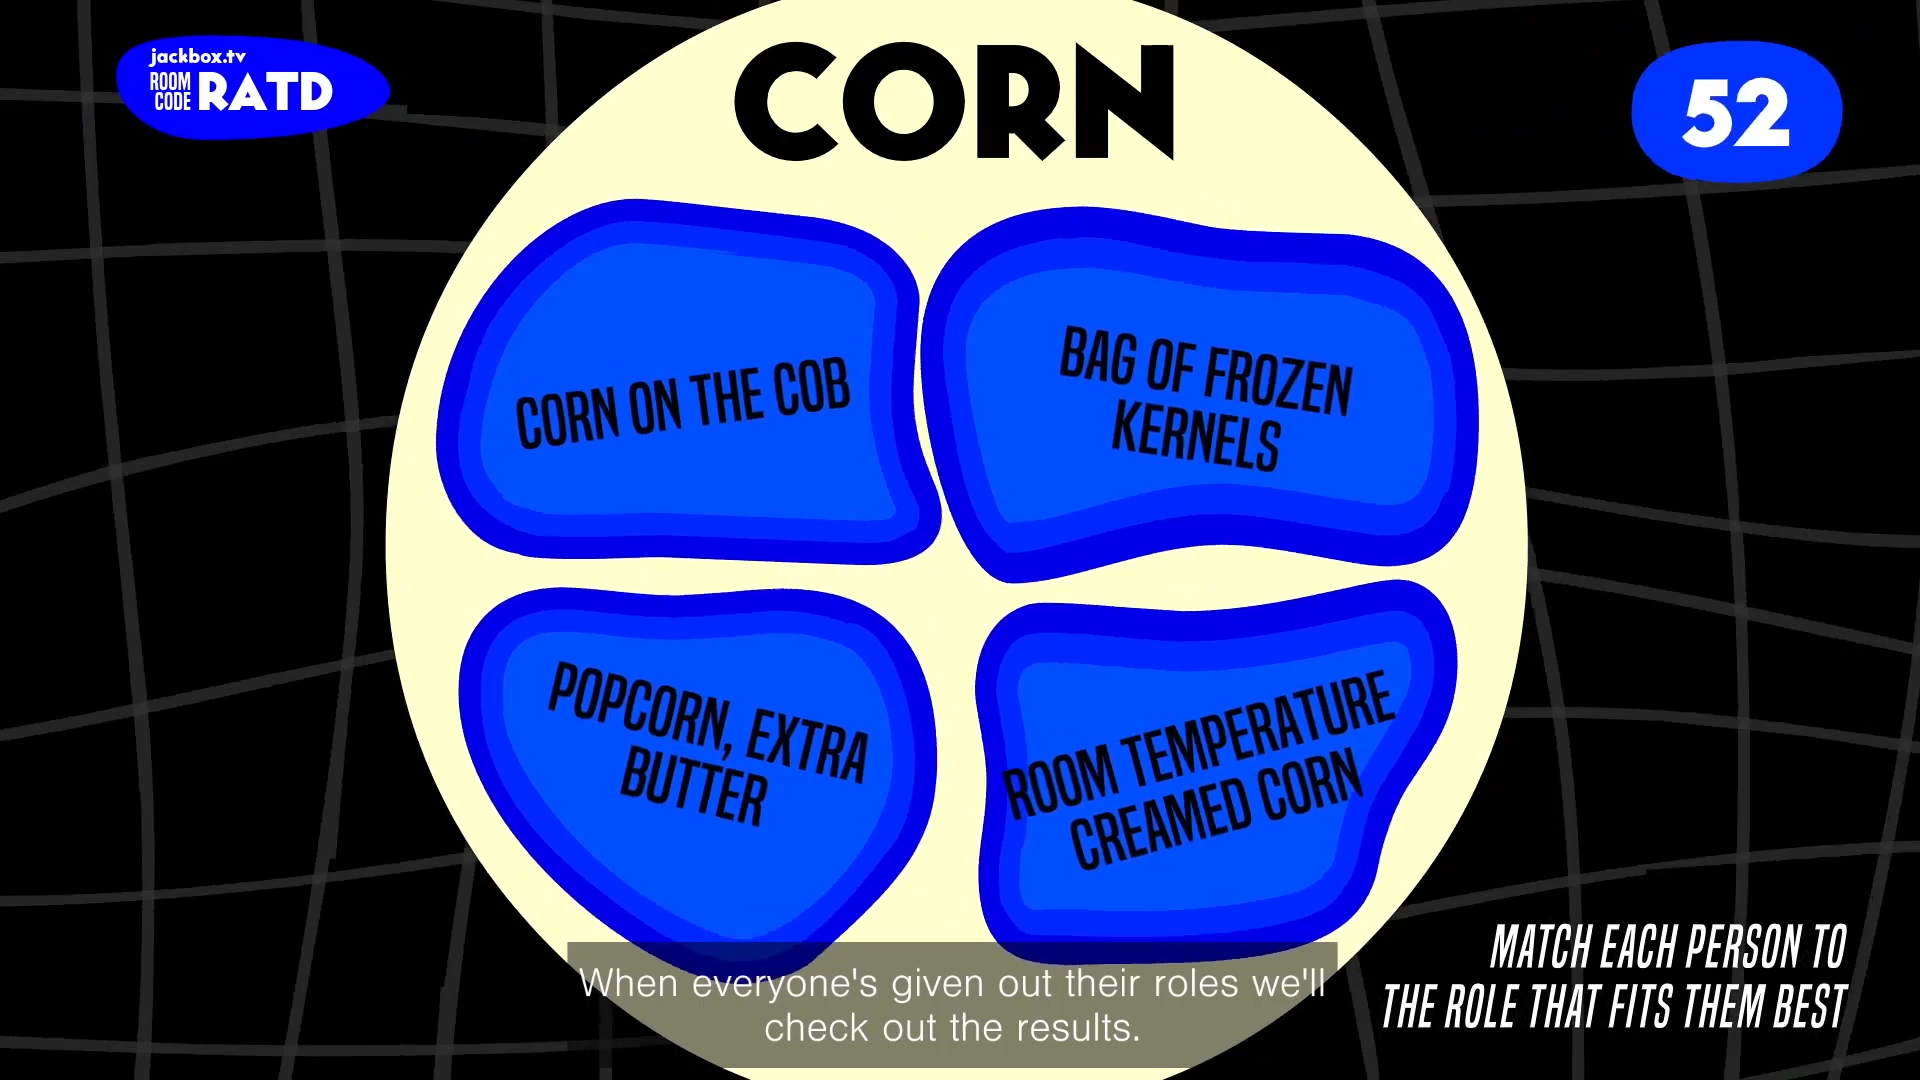 jackbox.tv
ROOM CODE RATD
CORN
52
CORN ON THE COB
BAG OF FROZEN
KERNELS
POPCORN, EXTRA
BUTTER
ROOM TEMPERATURE
CREAMED CORN
MATCH EACH PERSON TO
THE ROLE THAT FITS THEM BEST
When everyone's given out their roles we'll
check out the results.